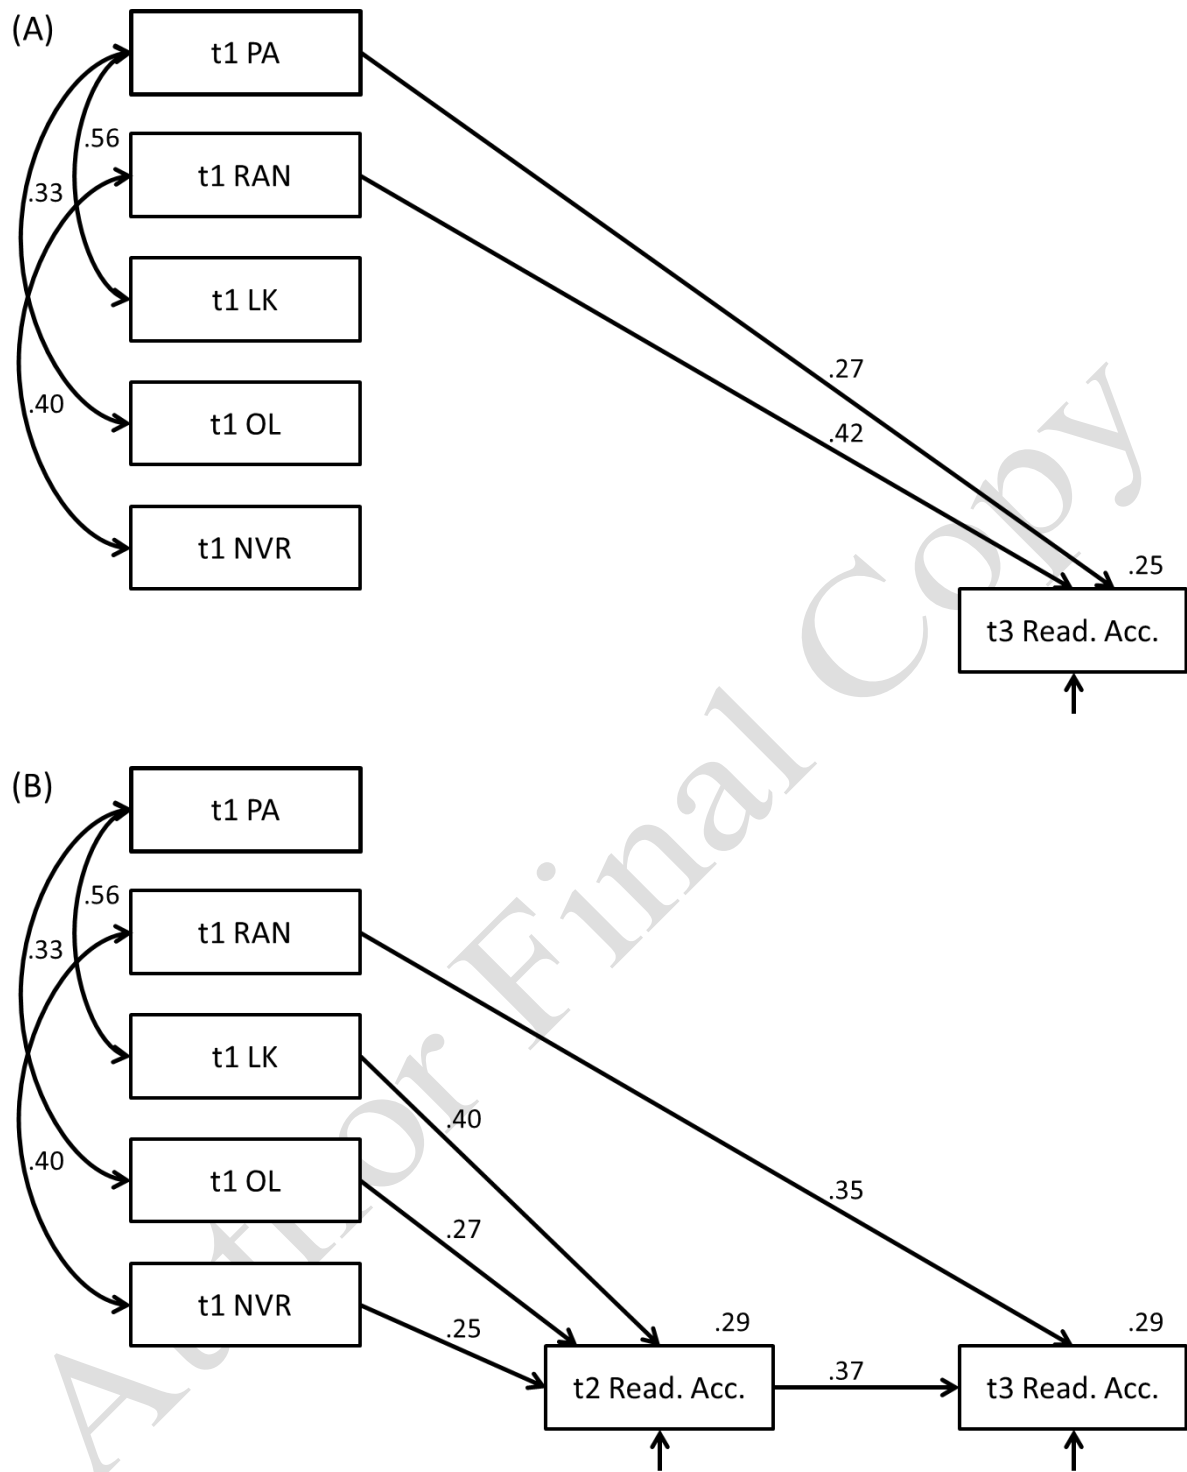 (A)
t1 PA
.56
t1 RAN
.33
t1 LK
.27
.40
t1 OL
.42
t1 NVR
.25
t3 Read. Acc.
(B)
t1 PA
.56
t1 RAN
.33
t1 LK
.40
.40
t1 OL
.35
.27
t1 NVR
.25
.29
.29
t2 Read. Acc.
.37
t3 Read. Acc.
Author Final Copy